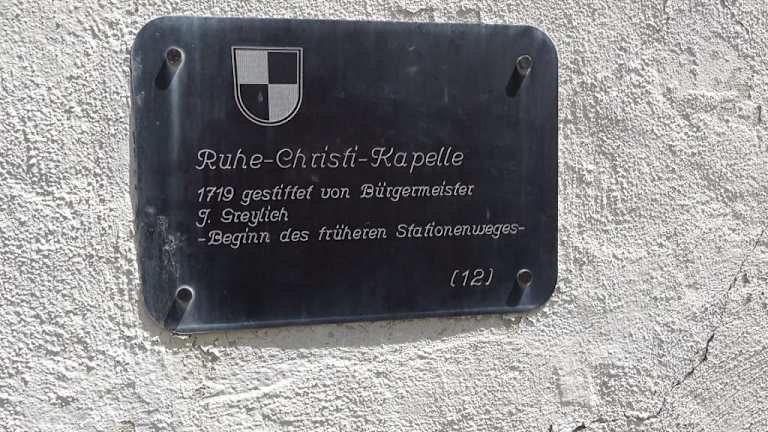 Ruhe-Christi-Kapelle
1719 gestiftet von Bürgermeister
J. Greylich
-Beginn des früheren Stationenweges-
(12)